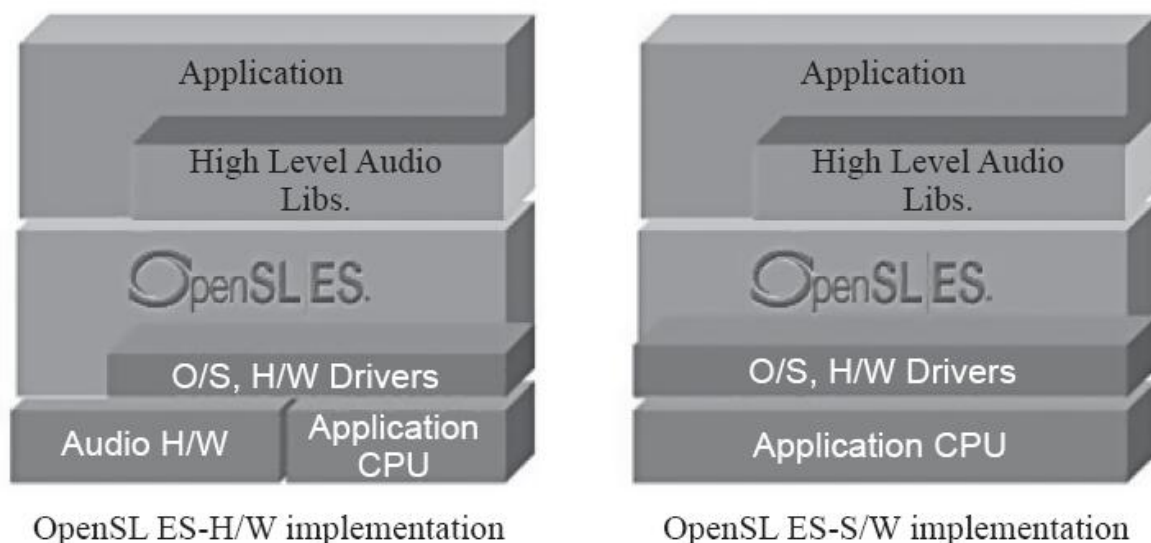 Application
High Level Audio
Libs.
OpenSL|ES.
O/S, H/W Drivers
Audio H/W
Application
CPU
OpenSL ES-H/W implementation
Application
High Level Audio
Libs.
OpenSL|ES.
O/S, H/W Drivers
Application CPU
OpenSL ES-S/W implementation